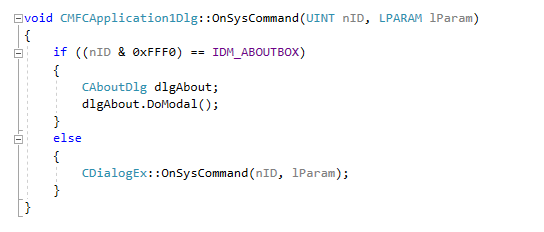 void CMFCApplication1Dlg::OnSysCommand(UINT nID, LPARAM lParam)
{
    if ((nID & 0xFFF0) == IDM_ABOUTBOX)
    {
        CAboutDlg dlgAbout;
        dlgAbout.DoModal();
    }
    else
    {
        CDialogEx::OnSysCommand(nID, lParam);
    }
}